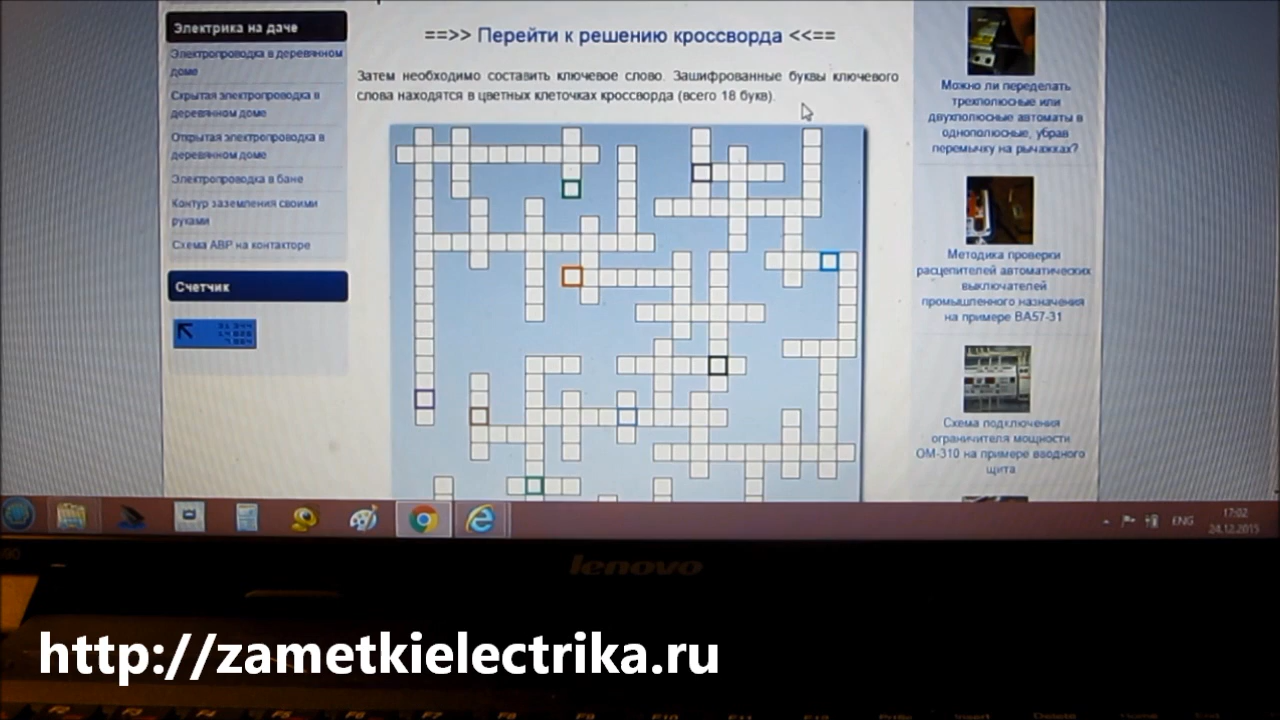 Электрика на даче
Электропроводка в деревянном
доме
Скрытая электропроводка в
деревянном доме
Открытая электропроводка в
деревянном доме
Электропроводка в бане
Контур заземления своими
руками
Схема АВР на контакторе
Счетчик
==>> Перейти к решению кроссворда <<==
Затем необходимо составить ключевое слово. Зашифрованные буквы ключевого
слова находятся в цветных клеточках кроссворда (всего 18 букв).
Можно ли переделать
трехполюсные или
двухполюсные автоматы в
однополюсные, убрав
перемычку на рычажках?
Методика проверки
расцепителей автоматических
выключателей
промышленного назначения
на примере ВА57-31
Схема подключения
ограничителя мощности
ОМ-310 на примере вводного
щита
ENG
17:02
24.12.2015
lenovo
http://zametkielectrika.ru